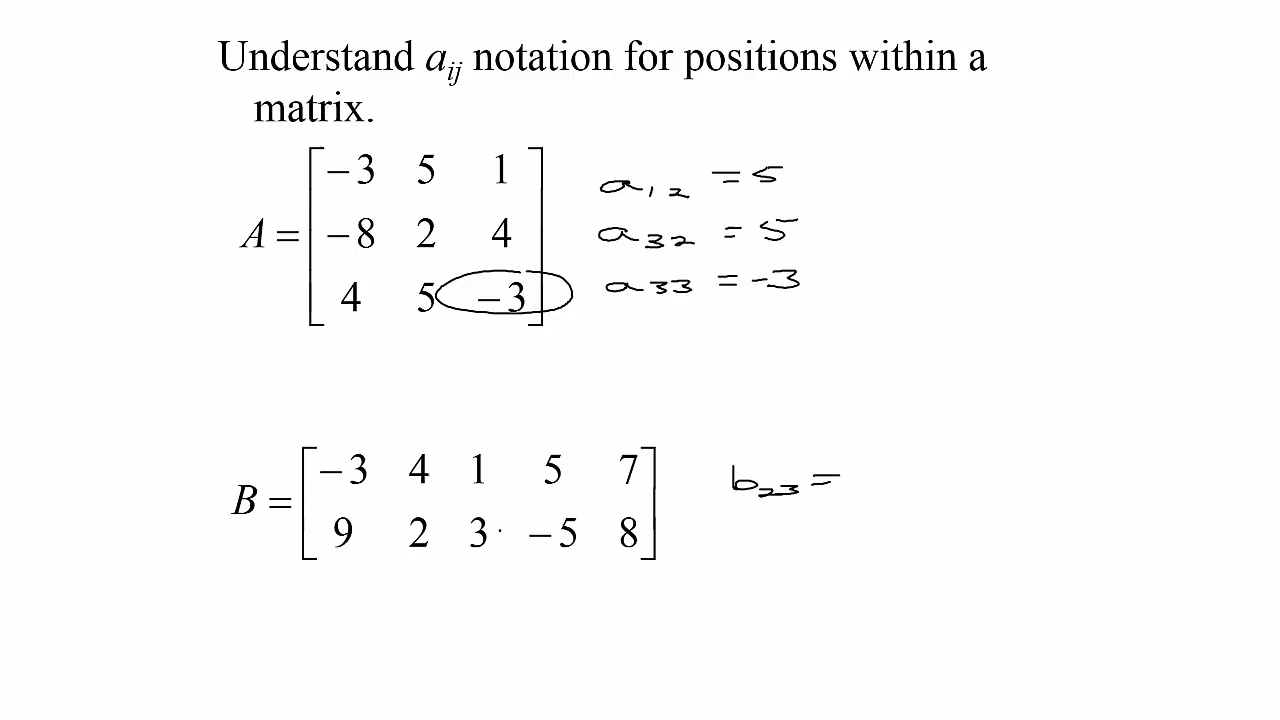 Understand aij notation for positions within a
matrix.
A = [ −3 5 1
−8 2 4
4 5 −3 ]
a12 = 5
a32 = 5
a33 = -3
B = [ −3 4 1 5 7
9 2 3 −5 8 ]
b23 =